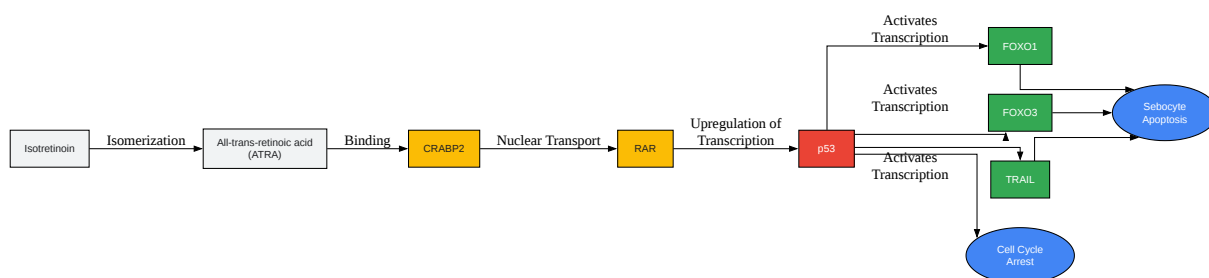 Isotretinoin
Isomerization
All-trans-retinoic acid
(ATRA)
Binding
CRABP2
Nuclear Transport
RAR
Upregulation of
Transcription
p53
Activates
Transcription
FOXO1
Activates
Transcription
FOXO3
Activates
Transcription
TRAIL
Sebocyte
Apoptosis
Cell Cycle
Arrest